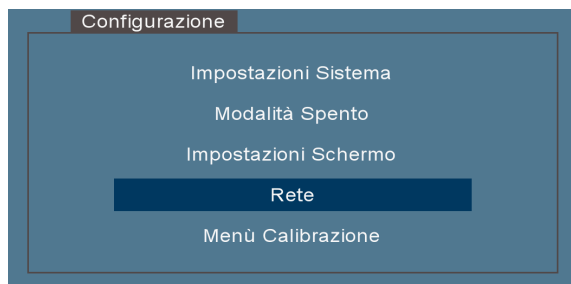 Configurazione
Impostazioni Sistema
Modalità Spento
Impostazioni Schermo
Rete
Menù Calibrazione